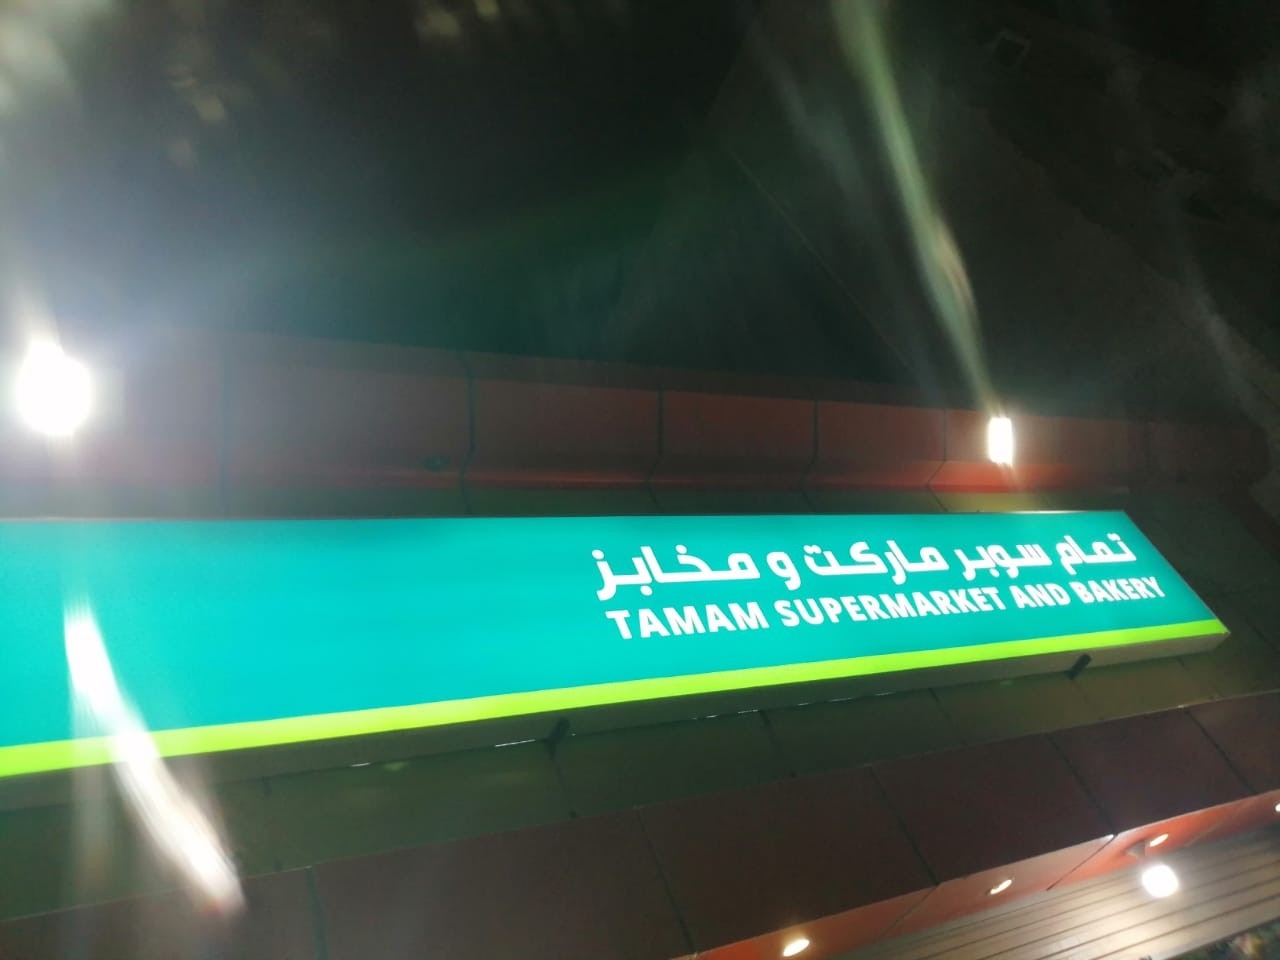 تمام سوبر ماركت و مخابز
TAMAM SUPERMARKET AND BAKERY